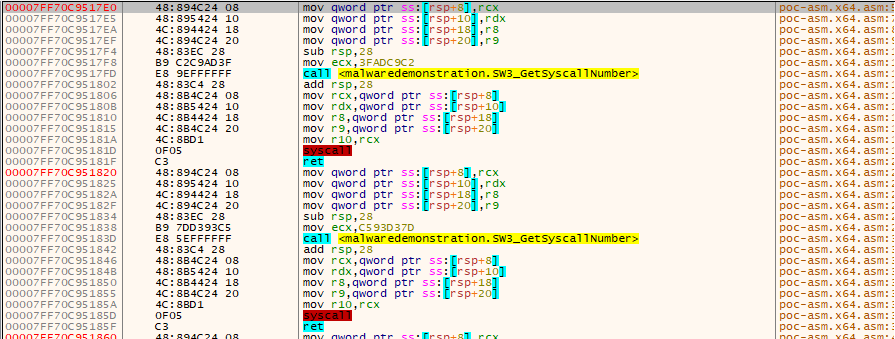 00007FF70C9517E0 48:894C24 08 mov qword ptr ss:[rsp+8],rcx poc-asm.x64.asm:
00007FF70C9517E5 48:895424 10 mov qword ptr ss:[rsp+10],rdx poc-asm.x64.asm:
00007FF70C9517EA 4C:894424 18 mov qword ptr ss:[rsp+18],r8 poc-asm.x64.asm:
00007FF70C9517EF 4C:894C24 20 mov qword ptr ss:[rsp+20],r9 poc-asm.x64.asm:
00007FF70C9517F4 48:83EC 28 sub rsp,28 poc-asm.x64.asm:
00007FF70C9517F8 B9 C2C9AD3F mov ecx,3FADC9C2 poc-asm.x64.asm:
00007FF70C9517FD E8 9EFFFFFF call <malwaredemonstration.SW3_GetSyscallNumber> poc-asm.x64.asm:
00007FF70C951802 48:83C4 28 add rsp,28 poc-asm.x64.asm:
00007FF70C951806 48:8B4C24 08 mov rcx,qword ptr ss:[rsp+8] poc-asm.x64.asm:
00007FF70C95180B 48:8B5424 10 mov rdx,qword ptr ss:[rsp+10] poc-asm.x64.asm:
00007FF70C951810 4C:8B4424 18 mov r8,qword ptr ss:[rsp+18] poc-asm.x64.asm:
00007FF70C951815 4C:8B4C24 20 mov r9,qword ptr ss:[rsp+20] poc-asm.x64.asm:
00007FF70C95181A 4C:8BD1 mov r10,rcx poc-asm.x64.asm:
00007FF70C95181D 0F05 syscall poc-asm.x64.asm:
00007FF70C95181F C3 ret poc-asm.x64.asm:
00007FF70C951820 48:894C24 08 mov qword ptr ss:[rsp+8],rcx poc-asm.x64.asm:
00007FF70C951825 48:895424 10 mov qword ptr ss:[rsp+10],rdx poc-asm.x64.asm:
00007FF70C95182A 4C:894424 18 mov qword ptr ss:[rsp+18],r8 poc-asm.x64.asm:
00007FF70C95182F 4C:894C24 20 mov qword ptr ss:[rsp+20],r9 poc-asm.x64.asm:
00007FF70C951834 48:83EC 28 sub rsp,28 poc-asm.x64.asm:
00007FF70C951838 B9 7DD393C5 mov ecx,C593D37D poc-asm.x64.asm:
00007FF70C95183D E8 5EFFFFFF call <malwaredemonstration.SW3_GetSyscallNumber> poc-asm.x64.asm:
00007FF70C951842 48:83C4 28 add rsp,28 poc-asm.x64.asm:
00007FF70C951846 48:8B4C24 08 mov rcx,qword ptr ss:[rsp+8] poc-asm.x64.asm:
00007FF70C95184B 48:8B5424 10 mov rdx,qword ptr ss:[rsp+10] poc-asm.x64.asm:
00007FF70C951850 4C:8B4424 18 mov r8,qword ptr ss:[rsp+18] poc-asm.x64.asm:
00007FF70C951855 4C:8B4C24 20 mov r9,qword ptr ss:[rsp+20] poc-asm.x64.asm:
00007FF70C95185A 4C:8BD1 mov r10,rcx poc-asm.x64.asm:
00007FF70C95185D 0F05 syscall poc-asm.x64.asm:
00007FF70C95185F C3 ret poc-asm.x64.asm:
00007FF70C951860 48:894C24 08 mov qword ptr ss:[rsp+8],rcx poc-asm.x64.asm: